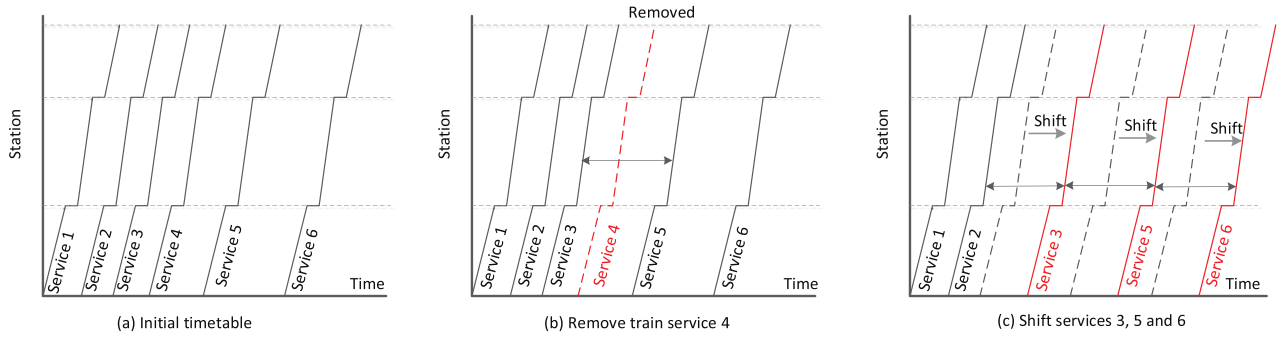 Station
Service 1
Service 2
Service 3
Service 4
Service 5
Service 6
Time
(a) Initial timetable
Removed
Station
Service 1
Service 2
Service 3
Service 4
Service 5
Service 6
Time
(b) Remove train service 4
Station
Shift
Shift
Shift
Service 1
Service 2
Service 3
Service 5
Service 6
Time
(c) Shift services 3, 5 and 6